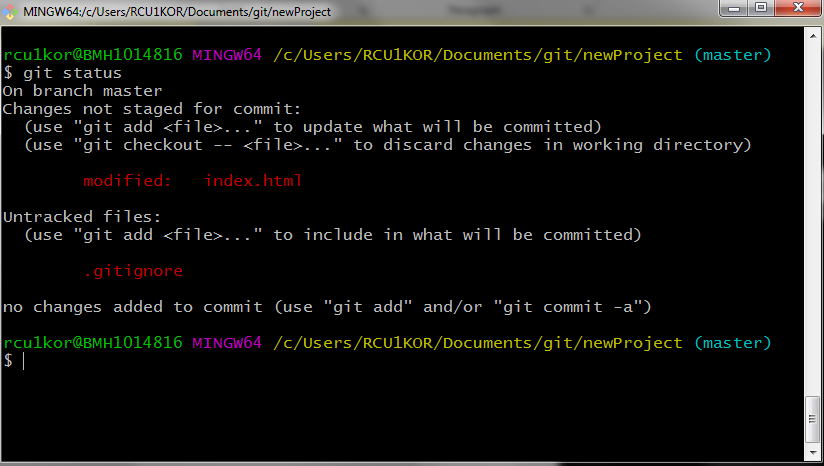 MINGW64:/c/Users/RCU1KOR/Documents/git/newProject
rcu1kor@BMH1014816 MINGW64 /c/Users/RCU1KOR/Documents/git/newProject (master)
$ git status
On branch master
Changes not staged for commit:
  (use "git add <file>..." to update what will be committed)
  (use "git checkout -- <file>..." to discard changes in working directory)
        modified:   index.html
Untracked files:
  (use "git add <file>..." to include in what will be committed)
        .gitignore
no changes added to commit (use "git add" and/or "git commit -a")
rcu1kor@BMH1014816 MINGW64 /c/Users/RCU1KOR/Documents/git/newProject (master)
$